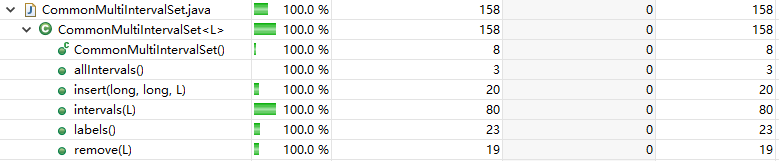 CommonMultiIntervalSet.java 100.0 % 158 0 158
CommonMultiIntervalSet<L> 100.0 % 158 0 158
CommonMultiIntervalSet() 100.0 % 8 0 8
allIntervals() 100.0 % 3 0 3
insert(long, long, L) 100.0 % 20 0 20
intervals(L) 100.0 % 80 0 80
labels() 100.0 % 23 0 23
remove(L) 100.0 % 19 0 19